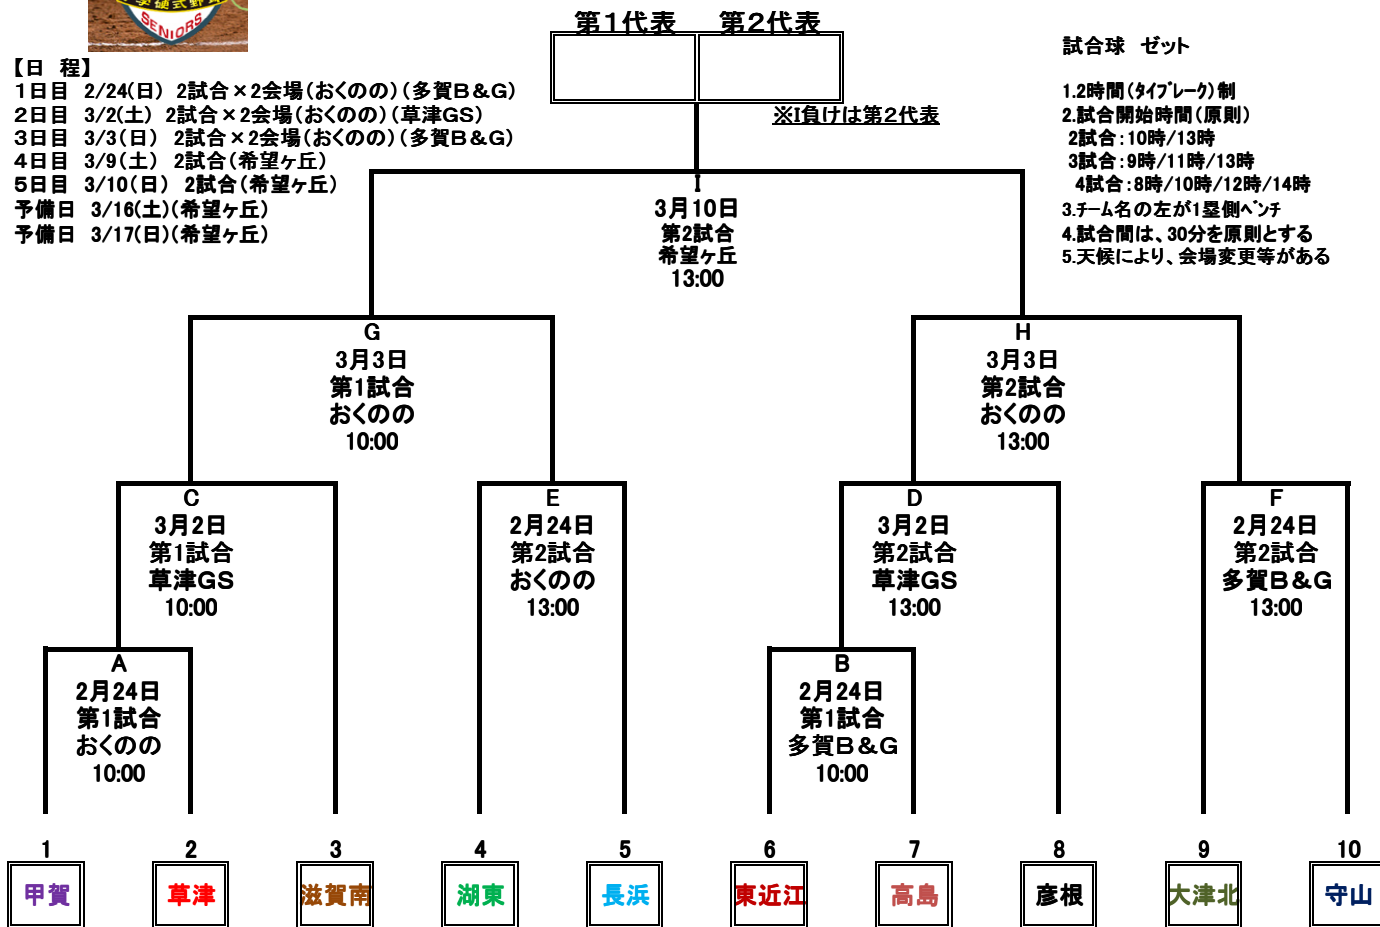 学硬式野
SENIORS
第1代表 第2代表
試合球 ゼット
【日 程】
1日目 2/24(日) 2試合×2会場(おくのの)(多賀B&G)
2日目 3/2(土) 2試合×2会場(おくのの)(草津GS)
3日目 3/3(日) 2試合×2会場(おくのの)(多賀B&G)
4日目 3/9(土) 2試合(希望ヶ丘)
5日目 3/10(日) 2試合(希望ヶ丘)
予備日 3/16(土)(希望ヶ丘)
予備日 3/17(日)(希望ヶ丘)
※I負けは第2代表
1.2時間(タイブレーク)制
2.試合開始時間(原則)
2試合:10時/13時
3試合:9時/11時/13時
4試合:8時/10時/12時/14時
3.チーム名の左が1塁側ベンチ
4.試合間は、30分を原則とする
5.天候により、会場変更等がある
I
3月10日
第2試合
希望ヶ丘
13:00
G
3月3日
第1試合
おくのの
10:00
H
3月3日
第2試合
おくのの
13:00
C
3月2日
第1試合
草津GS
10:00
E
2月24日
第2試合
おくのの
13:00
D
3月2日
第2試合
草津GS
13:00
F
2月24日
第2試合
多賀B&G
13:00
A
2月24日
第1試合
おくのの
10:00
B
2月24日
第1試合
多賀B&G
10:00
1 2 3 4 5 6 7 8 9 10
甲賀 草津 滋賀南 湖東 長浜 東近江 高島 彦根 大津北 守山